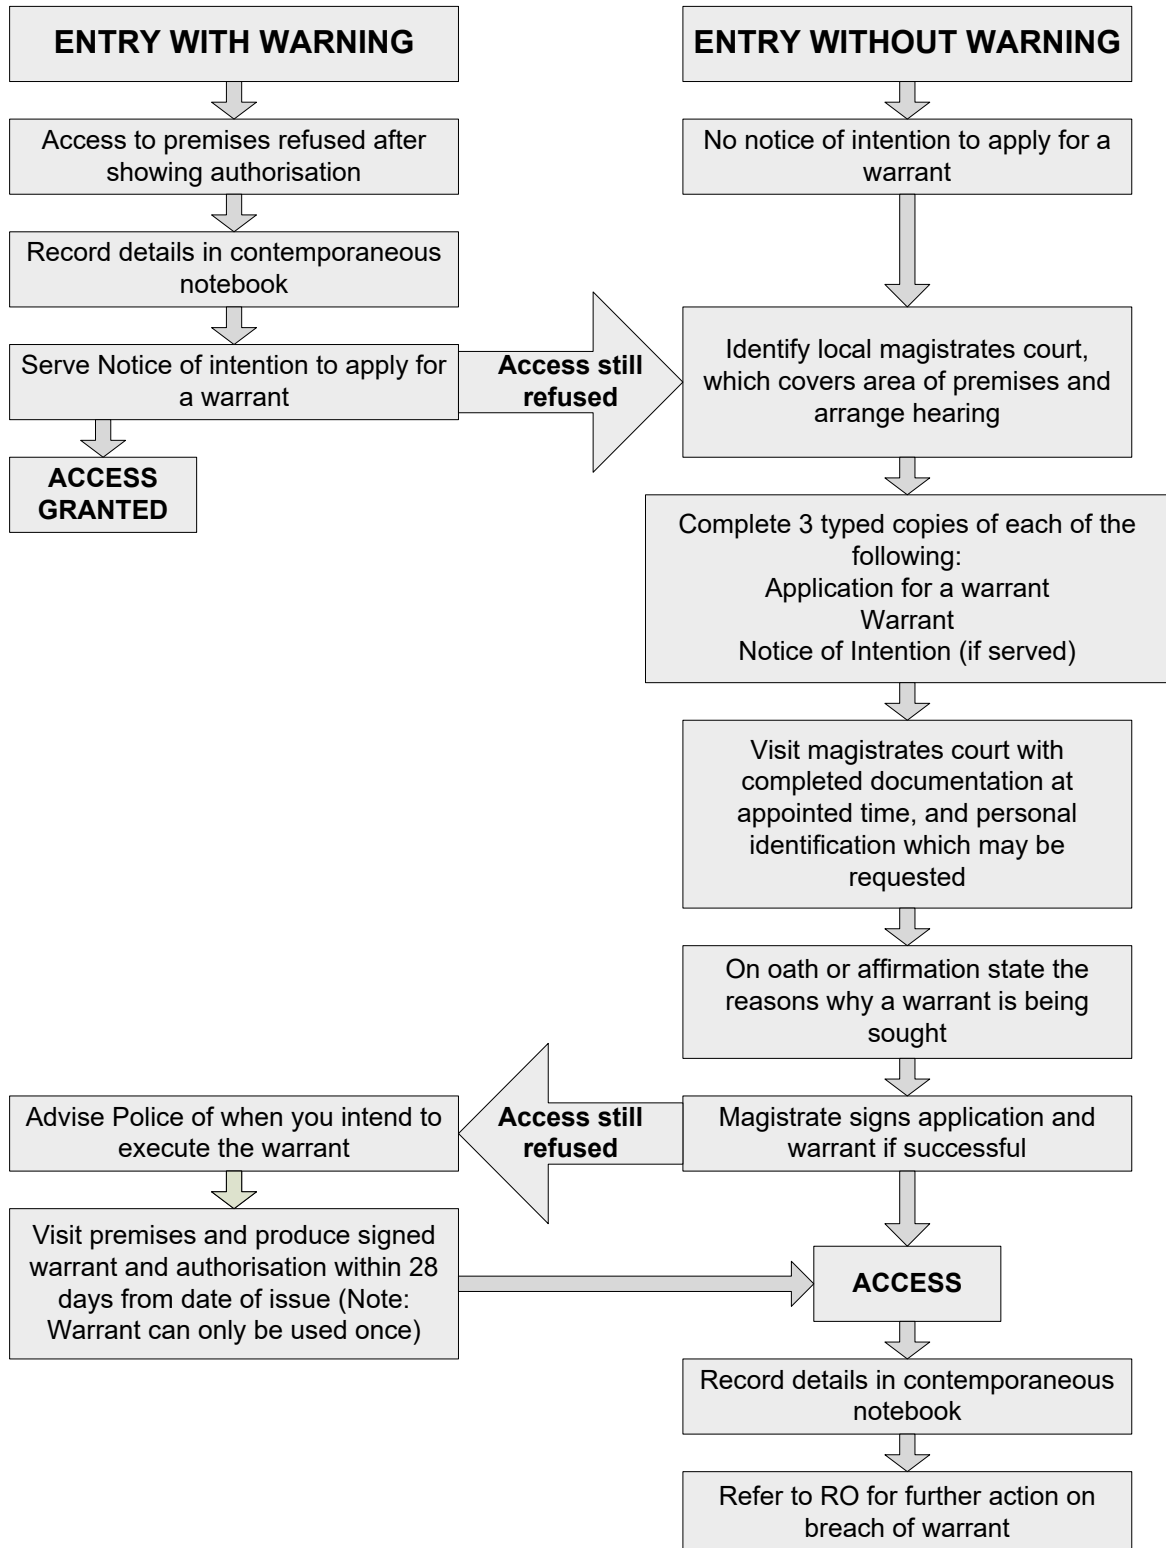 ENTRY WITH WARNING
Access to premises refused after
showing authorisation
Record details in contemporaneous
notebook
Serve Notice of intention to apply for
a warrant
ACCESS
GRANTED
Access still
refused
ENTRY WITHOUT WARNING
No notice of intention to apply for a
warrant
Identify local magistrates court,
which covers area of premises and
arrange hearing
Complete 3 typed copies of each of the
following:
Application for a warrant
Warrant
Notice of Intention (if served)
Visit magistrates court with
completed documentation at
appointed time, and personal
identification which may be
requested
On oath or affirmation state the
reasons why a warrant is being
sought
Magistrate signs application and
warrant if successful
Access still
refused
Advise Police of when you intend to
execute the warrant
Visit premises and produce signed
warrant and authorisation within 28
days from date of issue (Note:
Warrant can only be used once)
ACCESS
Record details in contemporaneous
notebook
Refer to RO for further action on
breach of warrant